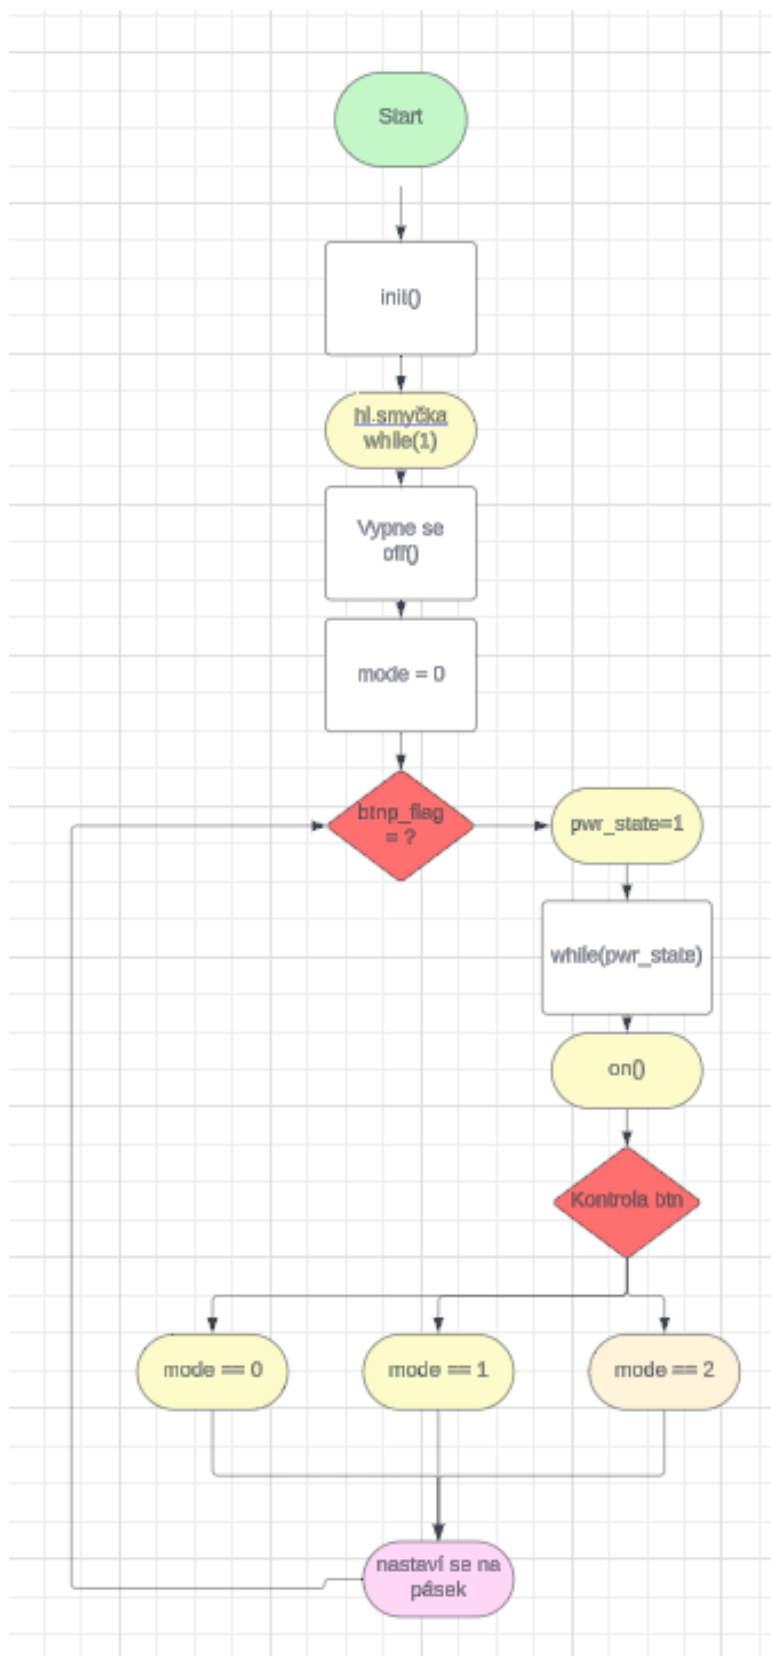 Start
init()
hl.smyčka
while(1)
Vypne se
off()
mode = 0
btnp_flag
= ?
pwr_state=1
while(pwr_state)
on()
Kontrola btn
mode == 0
mode == 1
mode == 2
nastaví se na
pásek